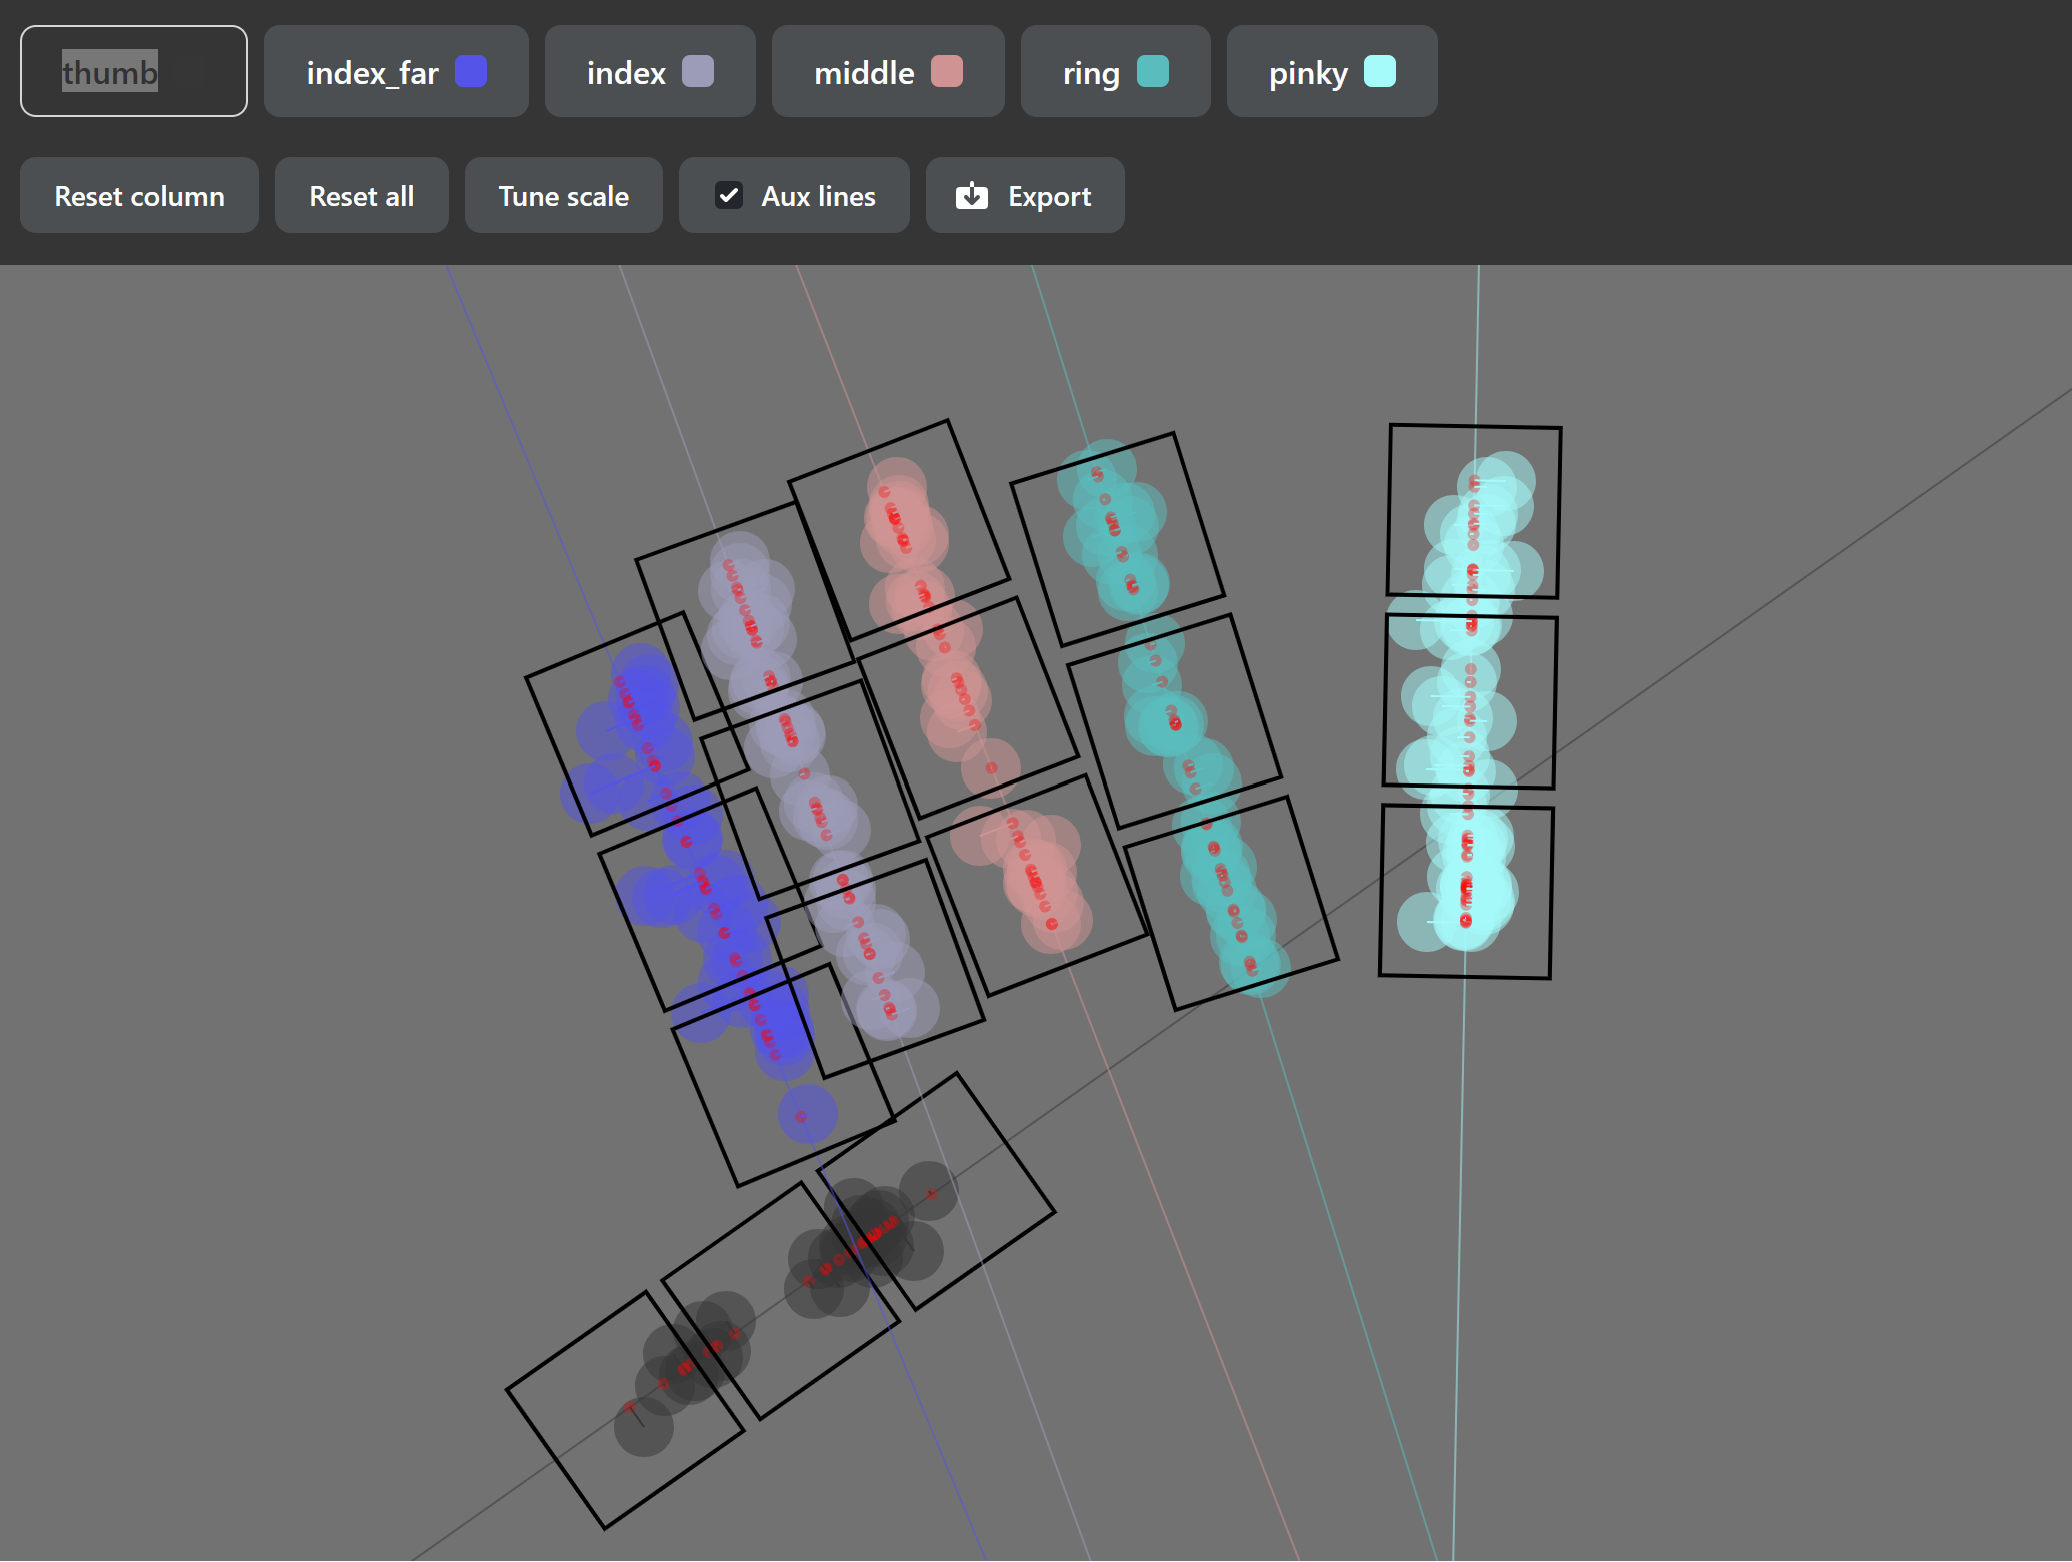 thumb index_far index middle ring pinky
Reset column Reset all Tune scale Aux lines Export